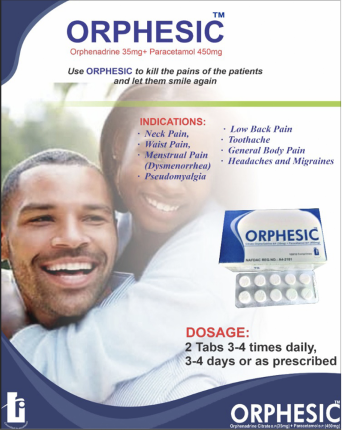 ORPHESIC™
Orphenadrine 35mg+ Paracetamol 450mg
Use ORPHESIC to kill the pains of the patients
and let them smile again
INDICATIONS:
· Neck Pain,
· Waist Pain,
· Menstrual Pain
(Dysmenorrhea)
· Pseudomyalgia
· Low Back Pain
· Toothache
· General Body Pain
· Headaches and Migraines
ORPHESIC
DOSAGE:
2 Tabs 3-4 times daily,
3-4 days or as prescribed
ORPHESIC™